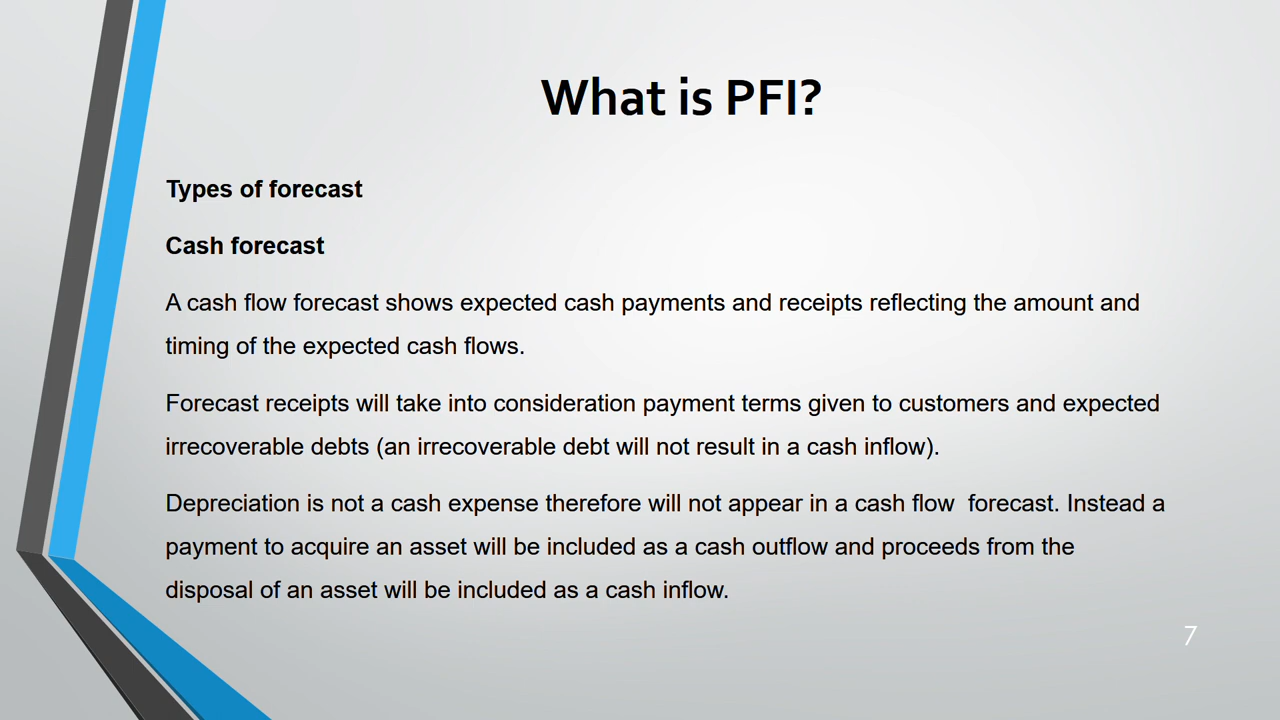 What is PFI?
Types of forecast
Cash forecast
A cash flow forecast shows expected cash payments and receipts reflecting the amount and
timing of the expected cash flows.
Forecast receipts will take into consideration payment terms given to customers and expected
irrecoverable debts (an irrecoverable debt will not result in a cash inflow).
Depreciation is not a cash expense therefore will not appear in a cash flow  forecast. Instead a
payment to acquire an asset will be included as a cash outflow and proceeds from the
disposal of an asset will be included as a cash inflow.
7